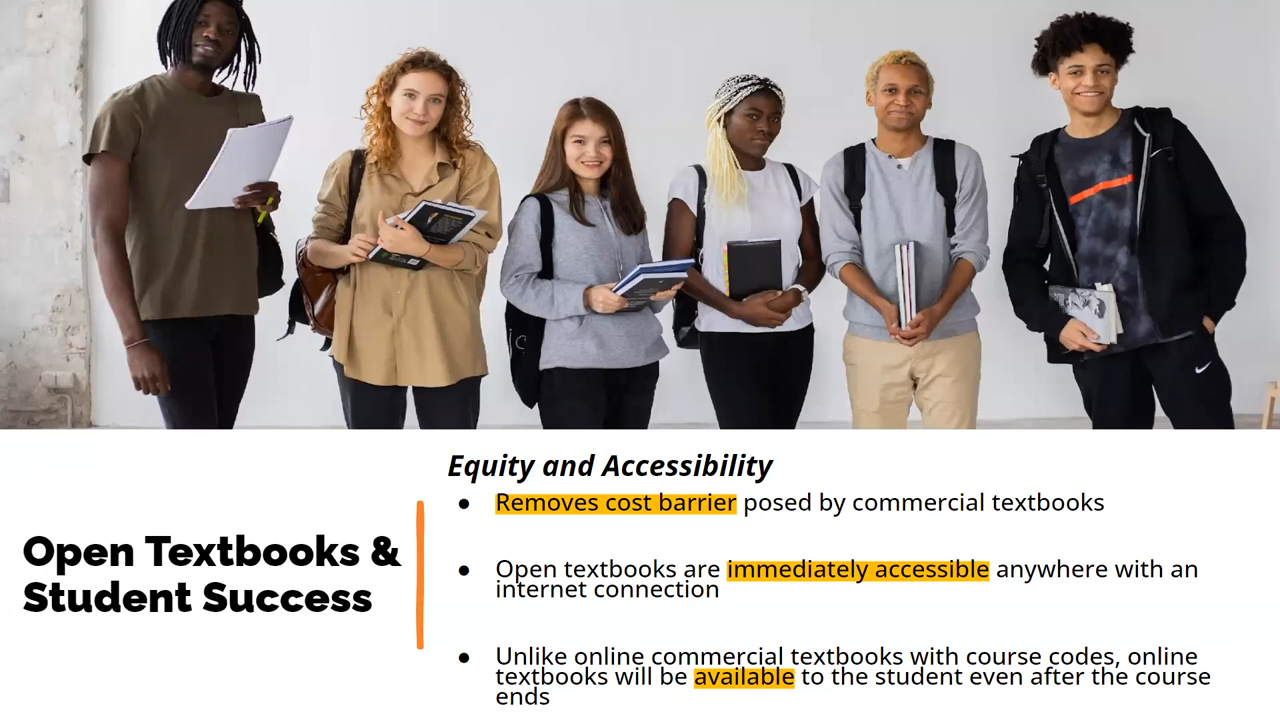 Equity and Accessibility
● Removes cost barrier posed by commercial textbooks
● Open textbooks are immediately accessible anywhere with an
internet connection
● Unlike online commercial textbooks with course codes, online
textbooks will be available to the student even after the course
ends
Open Textbooks &
Student Success